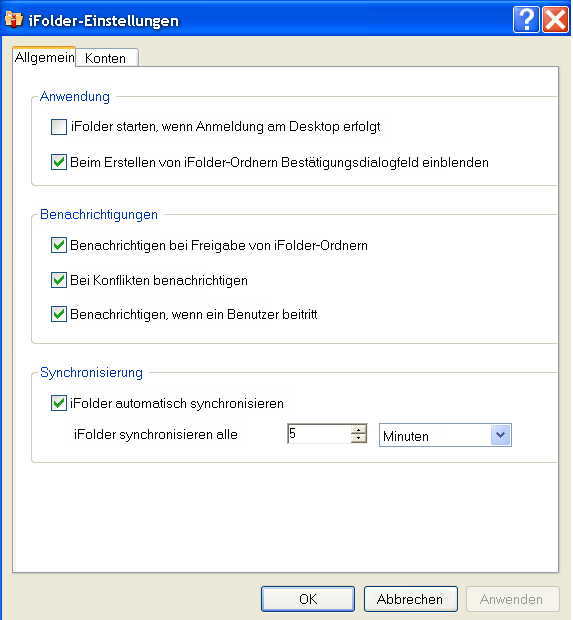 iFolder-Einstellungen
Allgemein Konten
Anwendung
iFolder starten, wenn Anmeldung am Desktop erfolgt
Beim Erstellen von iFolder-Ordnern Bestätigungsdialogfeld einblenden
Benachrichtigungen
Benachrichtigen bei Freigabe von iFolder-Ordnern
Bei Konflikten benachrichtigen
Benachrichtigen, wenn ein Benutzer beitritt
Synchronisierung
iFolder automatisch synchronisieren
iFolder synchronisieren alle 5 Minuten
OK Abbrechen Anwenden